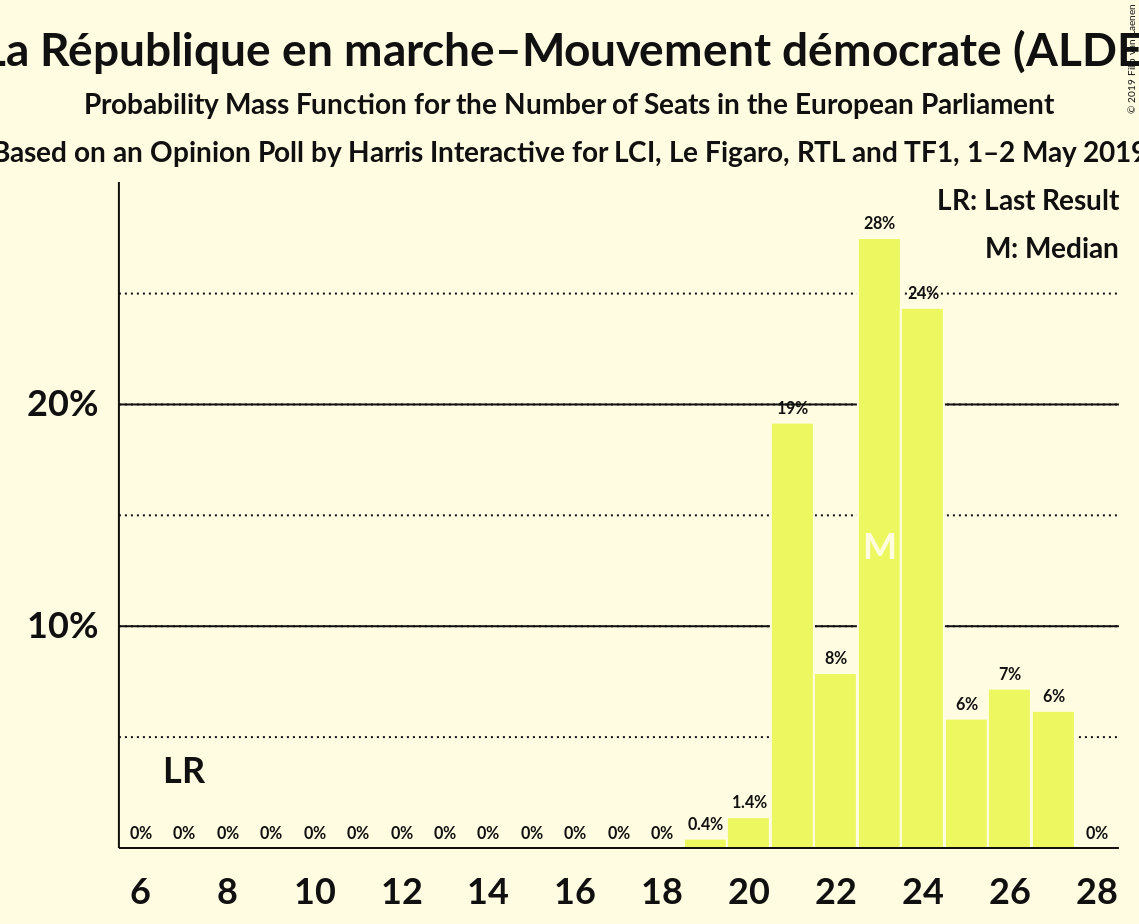 La République en marche–Mouvement démocrate (ALDE
Probability Mass Function for the Number of Seats in the European Parliament
Based on an Opinion Poll by Harris Interactive for LCI, Le Figaro, RTL and TF1, 1–2 May 2019
© 2019
LR: Last Result
M: Median
28%
24%
20%
19%
M
10%
8%
7%
6%
6%
LR
1.4%
0.4%
0% 0% 0% 0% 0% 0% 0% 0% 0% 0% 0% 0% 0% 0%
6 8 10 12 14 16 18 20 22 24 26 28